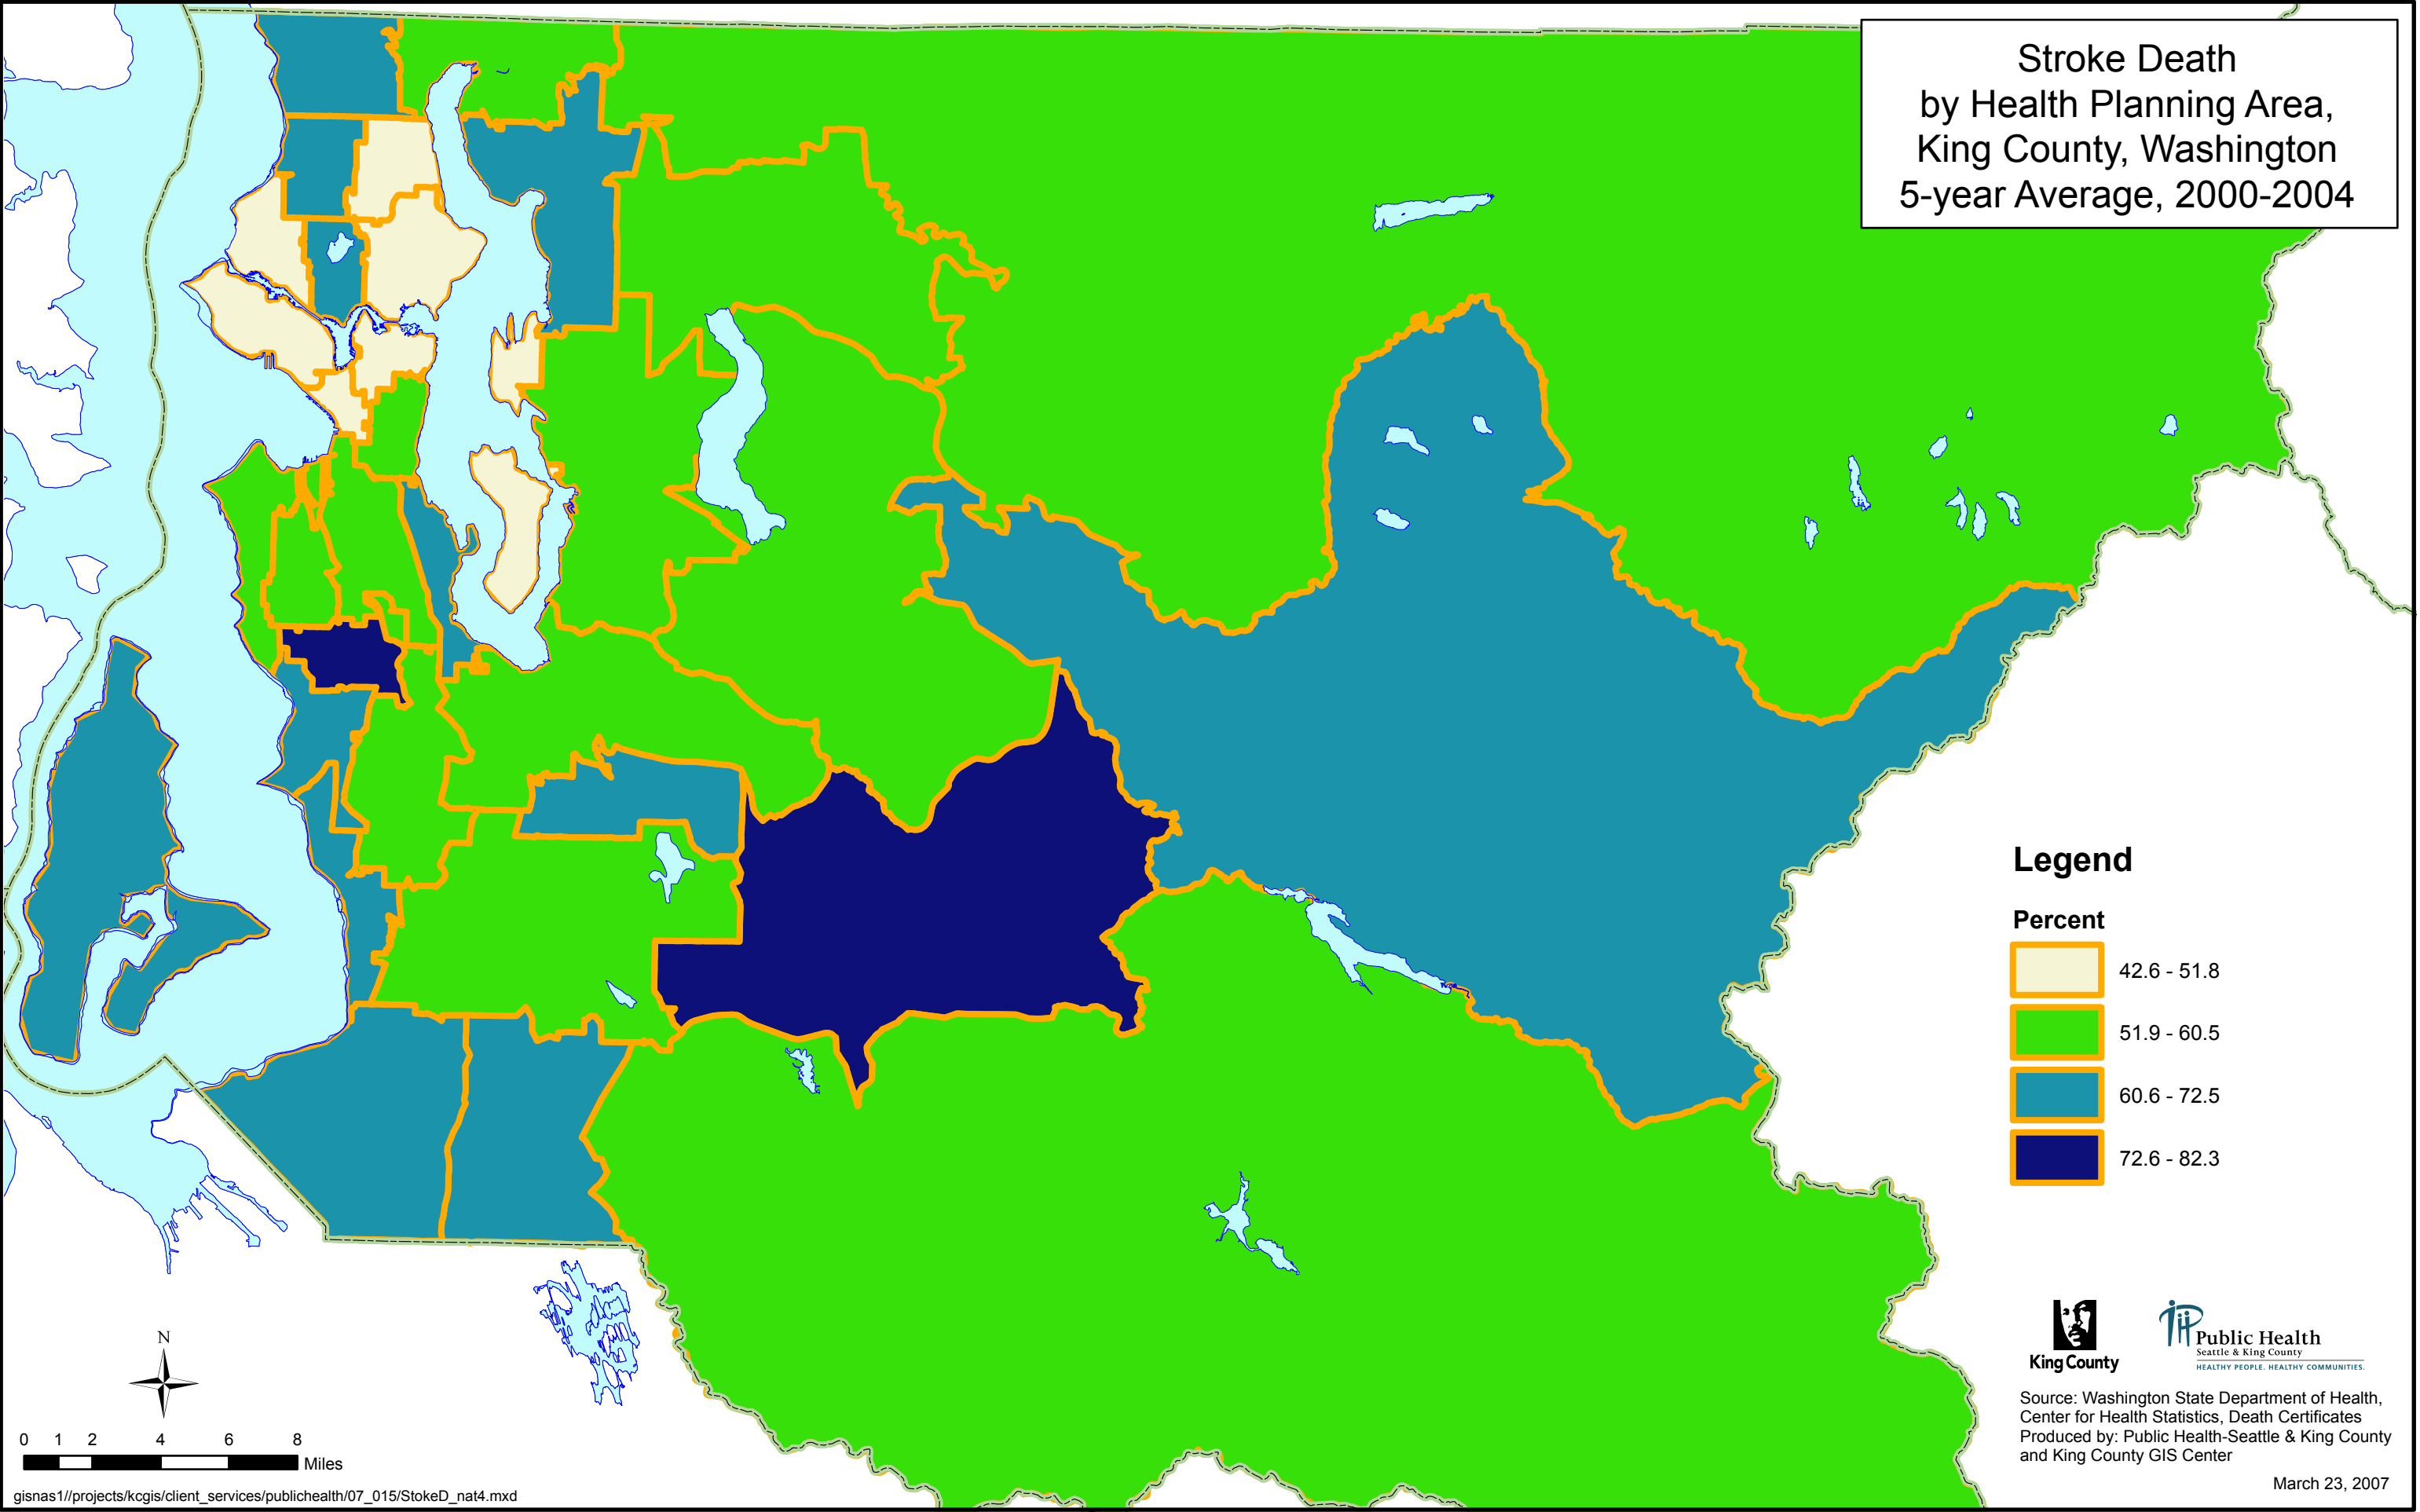 Stroke Death
by Health Planning Area,
King County, Washington
5-year Average, 2000-2004
Legend
Percent
42.6 - 51.8
51.9 - 60.5
60.6 - 72.5
72.6 - 82.3
King County
Public Health
Seattle & King County
HEALTHY PEOPLE. HEALTHY COMMUNITIES.
Source: Washington State Department of Health,
Center for Health Statistics, Death Certificates
Produced by: Public Health-Seattle & King County
and King County GIS Center
March 23, 2007
N
0 1 2 4 6 8
Miles
gisnas1//projects/kcgis/client_services/publichealth/07_015/StokeD_nat4.mxd